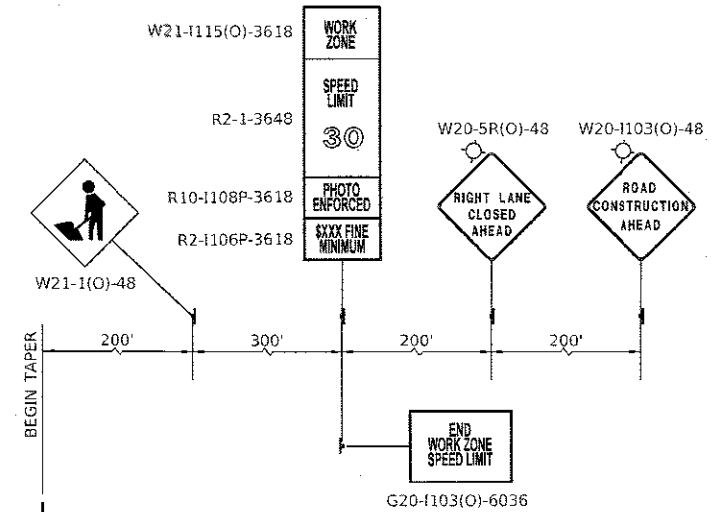 W21-I115(O)-3618
WORK
ZONE
SPEED
LIMIT
30
R2-1-3648
W20-5R(O)-48
W20-I103(O)-48
R10-I108P-3618
PHOTO
ENFORCED
R2-I106P-3618
$XXX FINE
MINIMUM
RIGHT LANE
CLOSED
AHEAD
ROAD
CONSTRUCTION
AHEAD
W21-1(O)-48
BEGIN TAPER
200'
300'
200'
200'
END
WORK ZONE
SPEED LIMIT
G20-I103(O)-6036